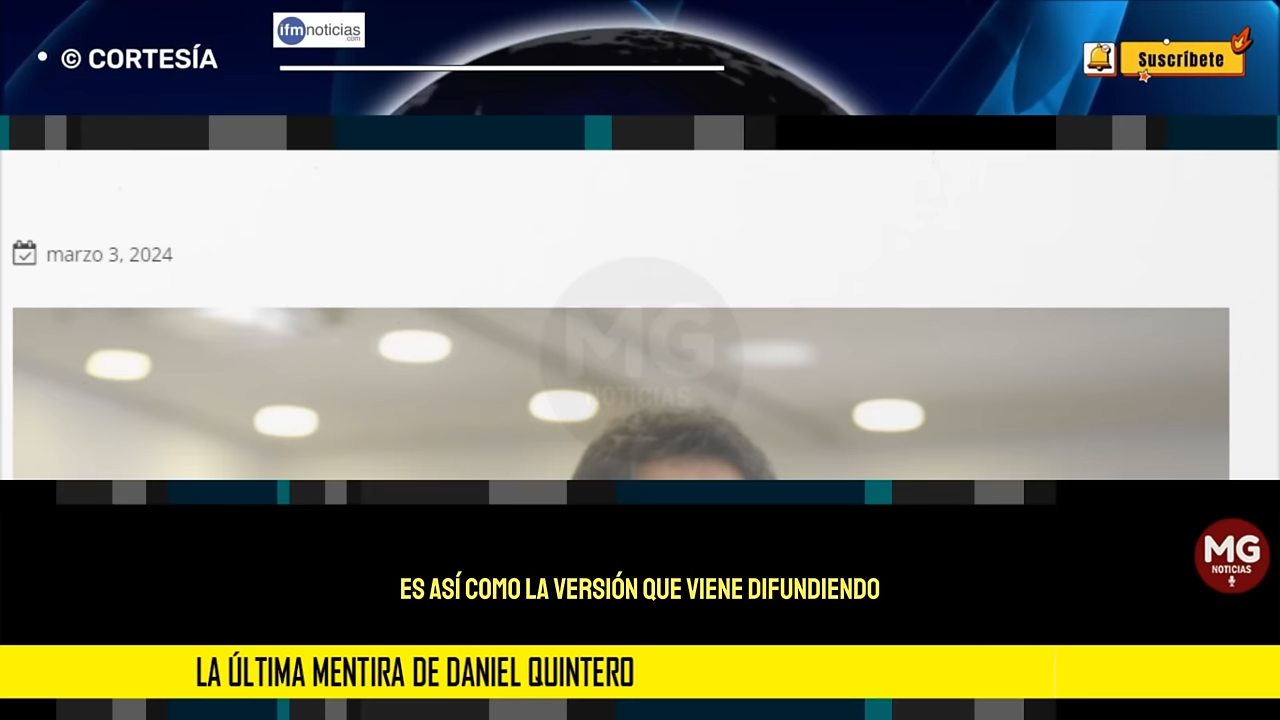 ifmnoticias
.com
• © CORTESÍA
Suscríbete
marzo 3, 2024
MG
NOTICIAS
ES ASÍ COMO LA VERSIÓN QUE VIENE DIFUNDIENDO
MG
NOTICIAS
LA ÚLTIMA MENTIRA DE DANIEL QUINTERO